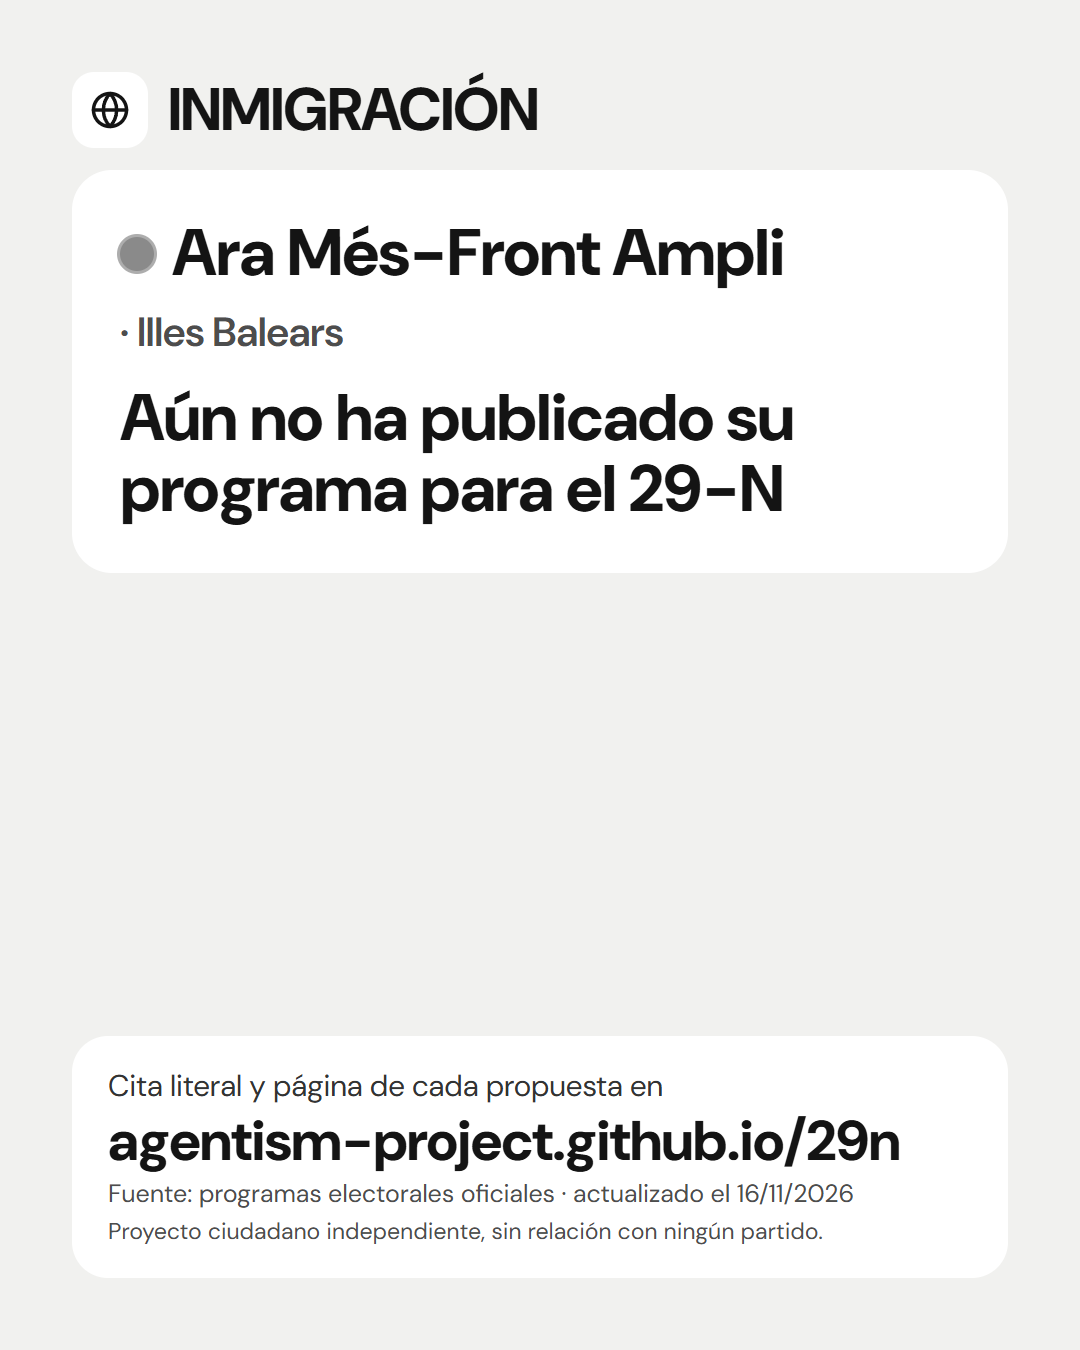 INMIGRACIÓN
Ara Més-Front Ampli
· Illes Balears
Aún no ha publicado su
programa para el 29-N
Cita literal y página de cada propuesta en
agentism-project.github.io/29n
Fuente: programas electorales oficiales · actualizado el 16/11/2026
Proyecto ciudadano independiente, sin relación con ningún partido.